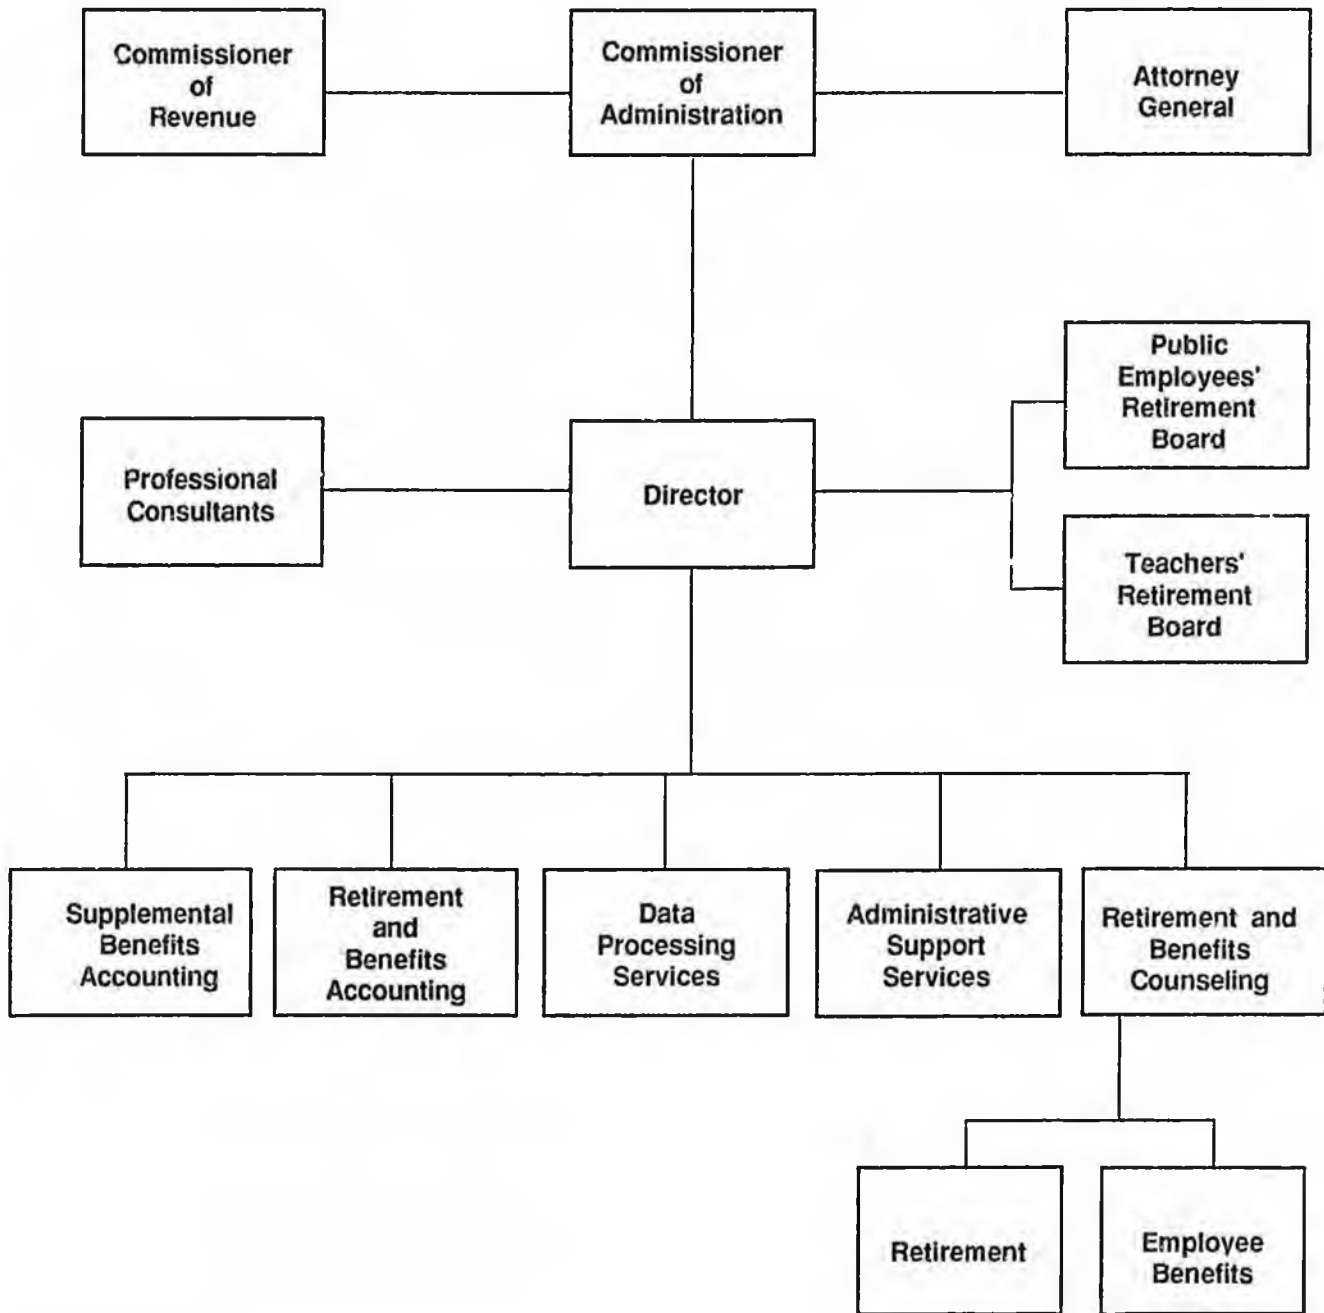 Commissioner
of
Revenue
Commissioner
of
Administration
Attorney
General
Public
Employees'
Retirement
Board
Professional
Consultants
Director
Teachers'
Retirement
Board
Supplemental
Benefits
Accounting
Retirement
and
Benefits
Accounting
Data
Processing
Services
Administrative
Support
Services
Retirement and
Benefits
Counseling
Retirement
Employee
Benefits